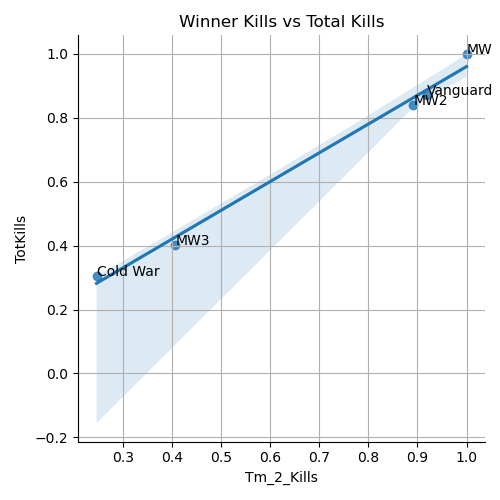 Winner Kills vs Total Kills
1.0
0.8
0.6
0.4
0.2
0.0
−0.2
TotKills
MW
Vanguard
MW2
MW3
Cold War
0.3 0.4 0.5 0.6 0.7 0.8 0.9 1.0
Tm_2_Kills